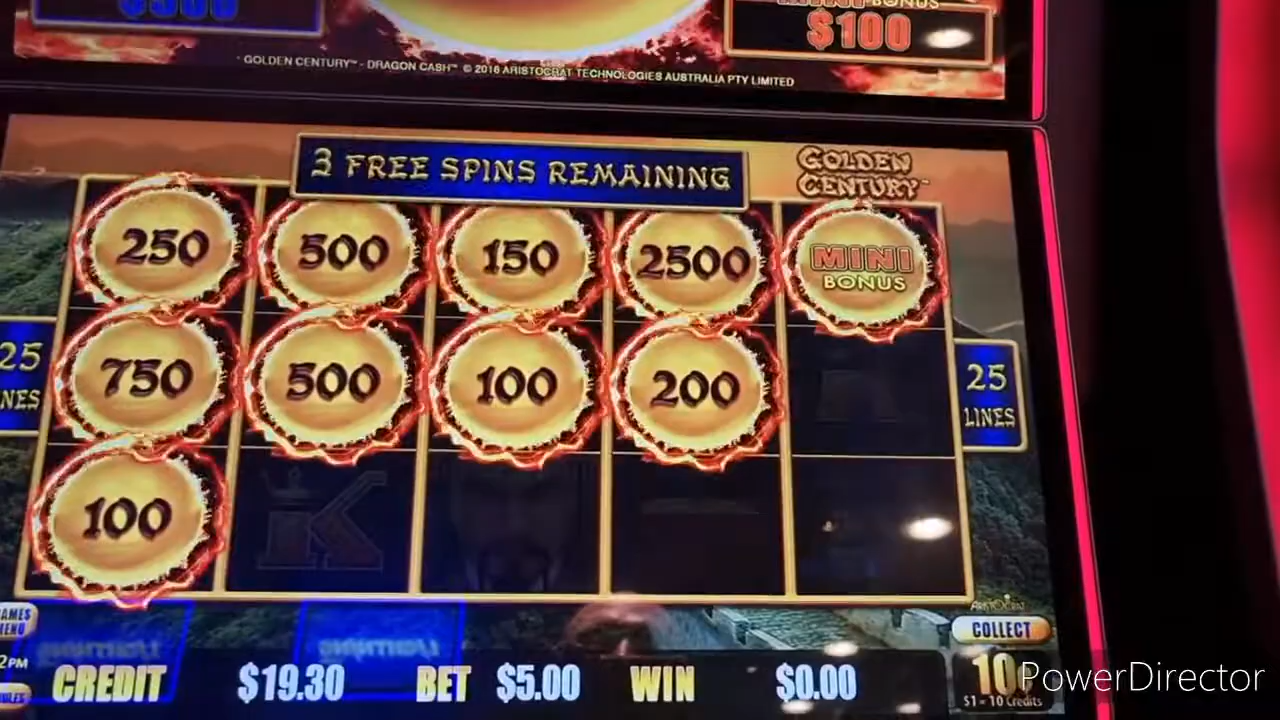 BONUS
$100
GOLDEN CENTURY™ - DRAGON CASH™ © 2016 ARISTOCRAT TECHNOLOGIES AUSTRALIA PTY LIMITED
3 FREE SPINS REMAINING
GOLDEN
CENTURY™
250
500
150
2500
MINI
BONUS
750
500
100
200
25
LINES
100
25
ARISTOCRAT
COLLECT
CREDIT $19.30 BET $5.00 WIN $0.00
10¢
$1 = 10 Credits
PowerDirector